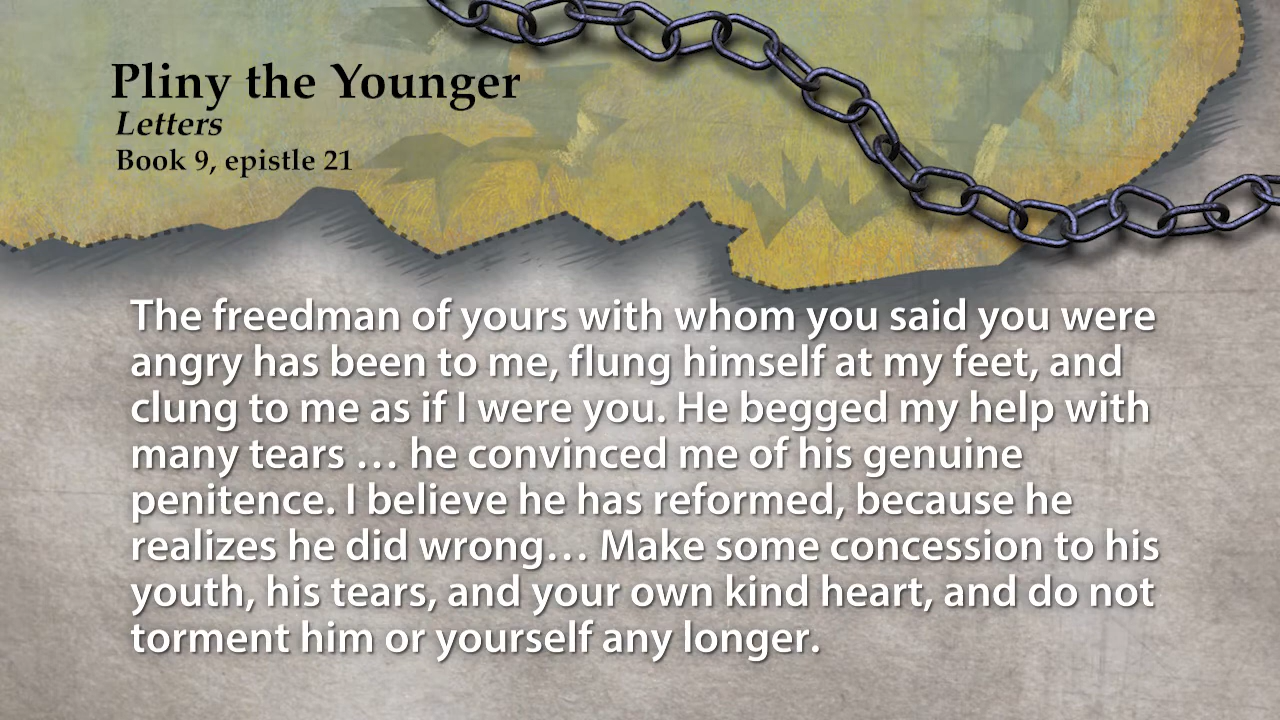 Pliny the Younger
Letters
Book 9, epistle 21
The freedman of yours with whom you said you were
angry has been to me, flung himself at my feet, and
clung to me as if I were you. He begged my help with
many tears … he convinced me of his genuine
penitence. I believe he has reformed, because he
realizes he did wrong… Make some concession to his
youth, his tears, and your own kind heart, and do not
torment him or yourself any longer.